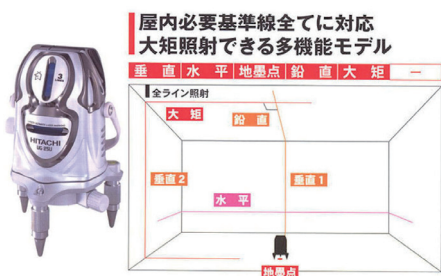 屋内必要基準線全てに対応
大矩照射できる多機能モデル
垂直 水平 地墨点 鉛直 大矩 ―
全ライン照射
大矩
鉛直
垂直2
垂直1
水平
地墨点
HITACHI
3